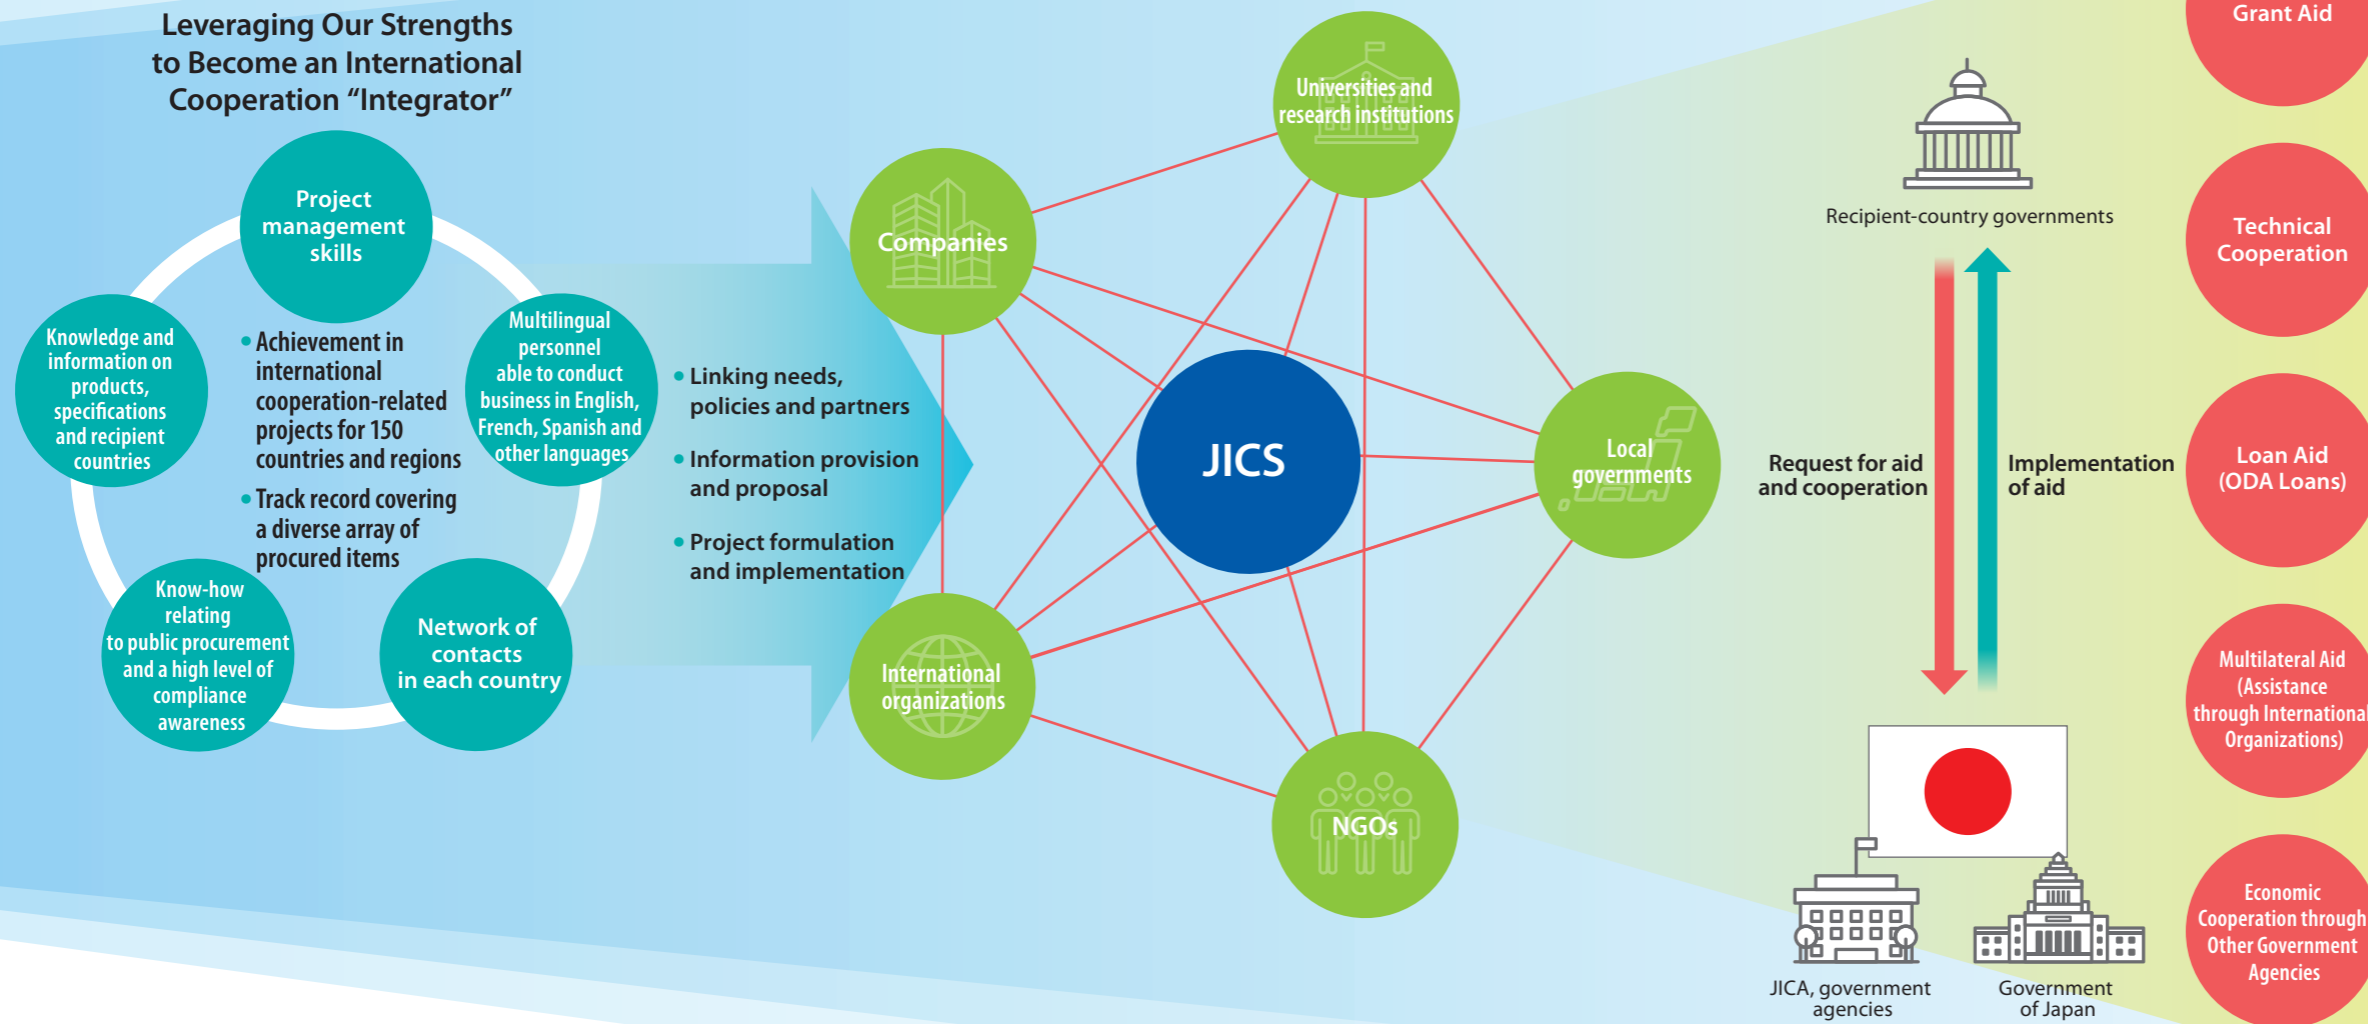 Leveraging Our Strengths
to Become an International
Cooperation “Integrator”
Project
management
skills
Knowledge and
information on
products,
specifications
and recipient
countries
• Achievement in
international
cooperation-related
projects for 150
countries and regions
• Track record covering
a diverse array of
procured items
Multilingual
personnel
able to conduct
business in English,
French, Spanish and
other languages
Know-how
relating
to public procurement
and a high level of
compliance
awareness
Network of
contacts
in each country
• Linking needs,
policies and partners
• Information provision
and proposal
• Project formulation
and implementation
Universities and
research institutions
Companies
JICS
Local
governments
International
organizations
NGOs
Recipient-country governments
Request for aid
and cooperation
Implementation
of aid
JICA, government
agencies
Government
of Japan
Grant Aid
Technical
Cooperation
Loan Aid
(ODA Loans)
Multilateral Aid
(Assistance
through International
Organizations)
Economic
Cooperation through
Other Government
Agencies